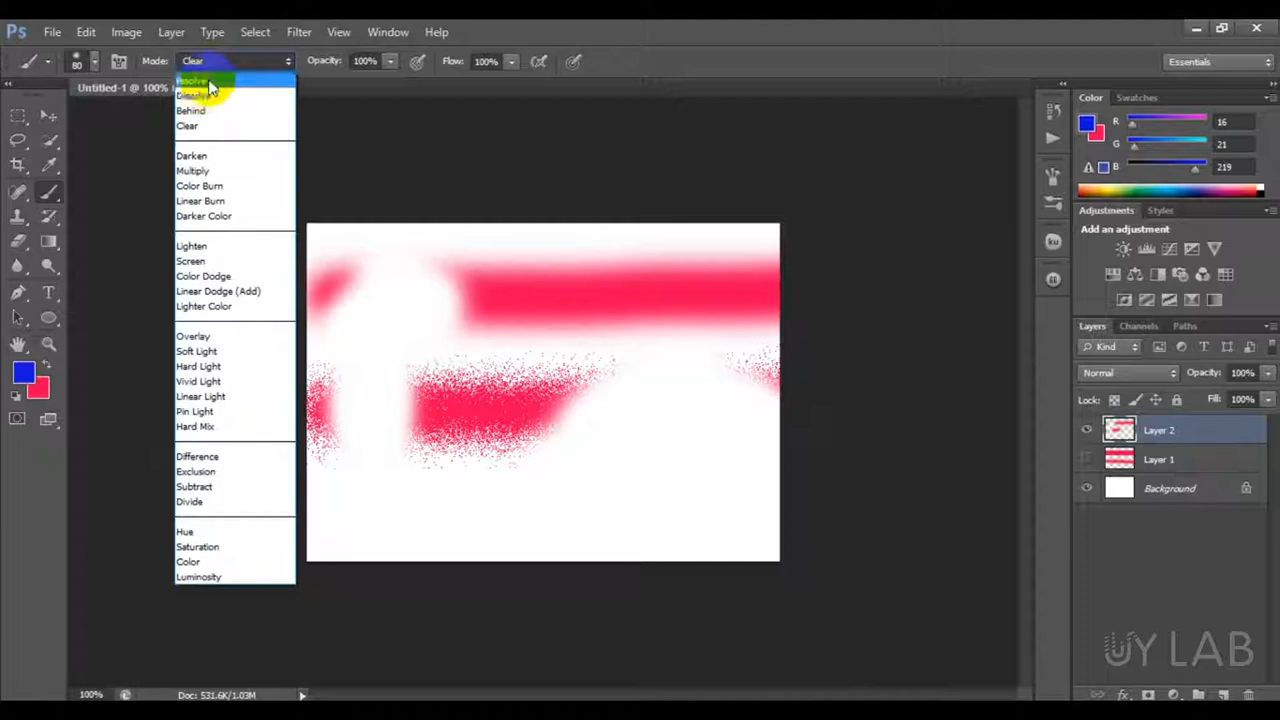 Ps File Edit Image Layer Type Select Filter View Window Help
80 Mode: Clear Opacity: 100% Flow: 100% Essentials
Untitled-1 @ 100%
Dissolve
Behind
Clear
Darken
Multiply
Color Burn
Linear Burn
Darker Color
Lighten
Screen
Color Dodge
Linear Dodge (Add)
Lighter Color
Overlay
Soft Light
Hard Light
Vivid Light
Linear Light
Pin Light
Hard Mix
Difference
Exclusion
Subtract
Divide
Hue
Saturation
Color
Luminosity
Color Swatches
R 16
G 21
B 219
Adjustments Styles
Add an adjustment
Layers Channels Paths
Kind
Normal Opacity: 100%
Lock: Fill: 100%
Layer 2
Layer 1
Background
UY LAB
100% Doc: 531.6K/1.03M